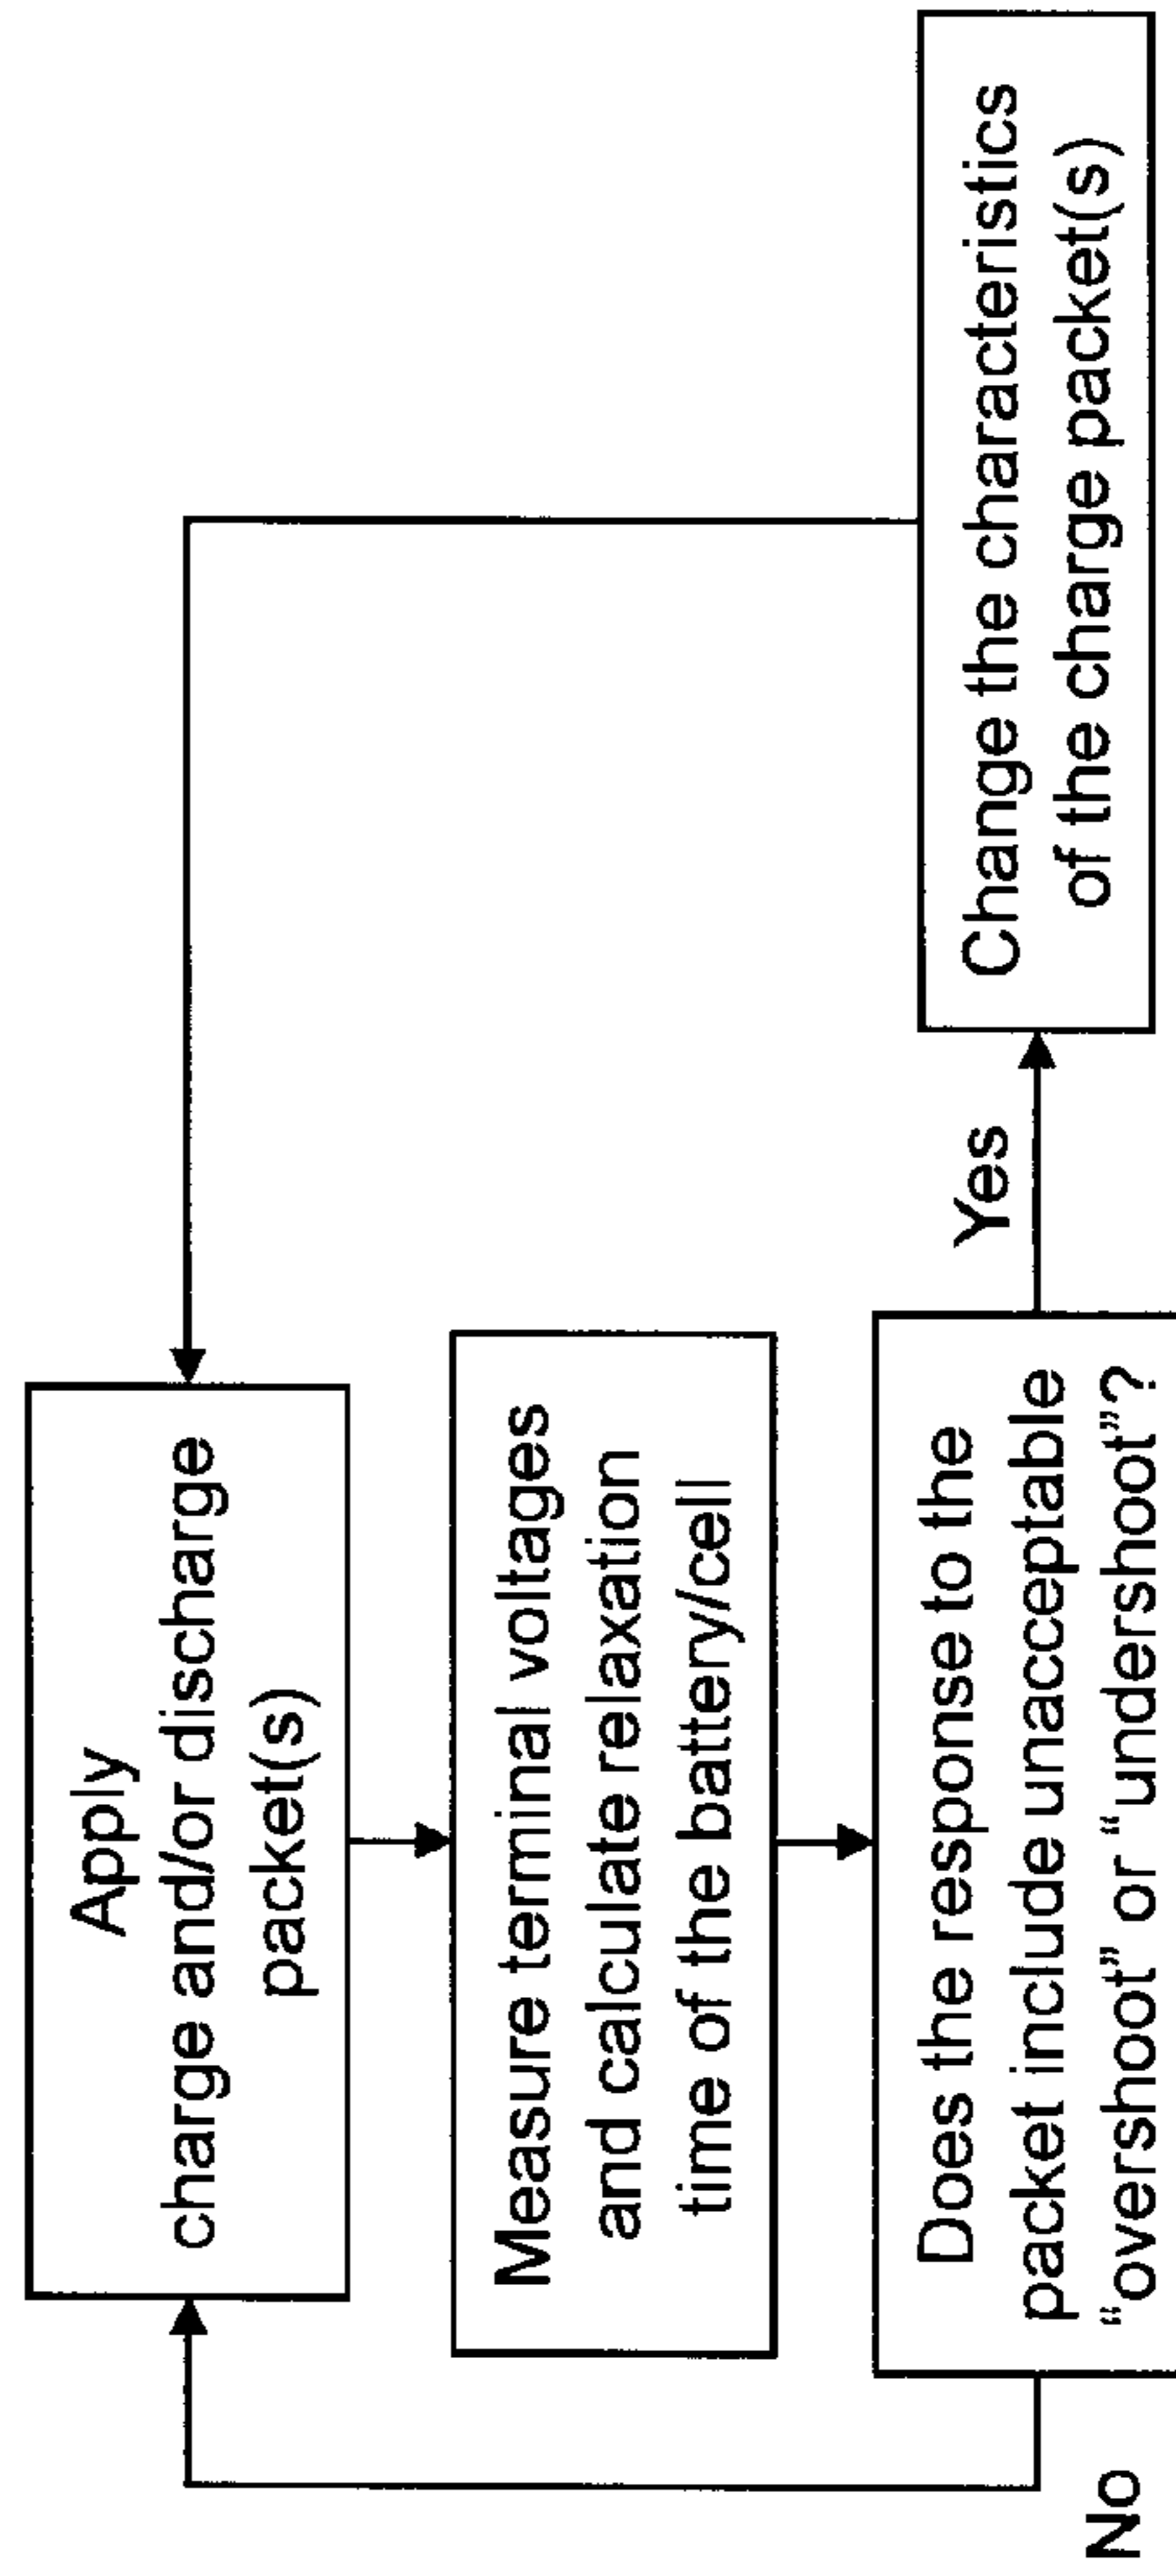 Apply
charge and/or discharge
packet(s)
Measure terminal voltages
and calculate relaxation
time of the battery/cell
Does the response to the
packet include unacceptable
“overshoot” or “undershoot”?
No
Yes
Change the characteristics
of the charge packet(s)